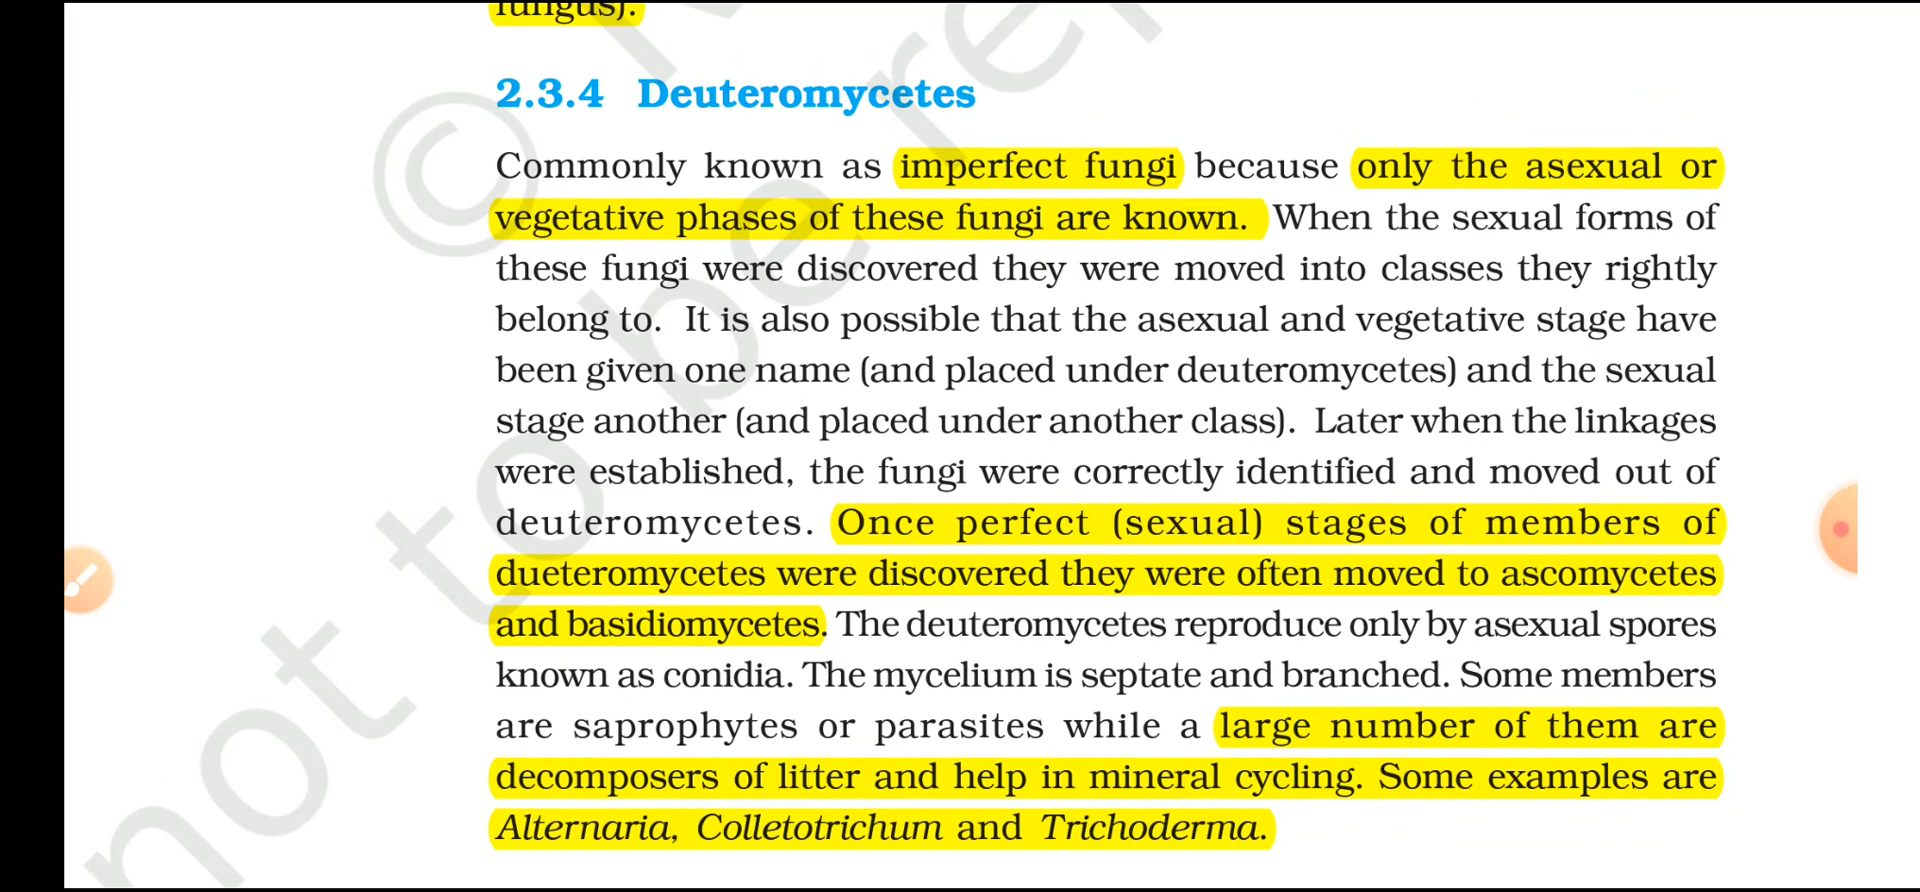 fungus).
2.3.4 Deuteromycetes
Commonly known as imperfect fungi because only the asexual or
vegetative phases of these fungi are known. When the sexual forms of
these fungi were discovered they were moved into classes they rightly
belong to. It is also possible that the asexual and vegetative stage have
been given one name (and placed under deuteromycetes) and the sexual
stage another (and placed under another class). Later when the linkages
were established, the fungi were correctly identified and moved out of
deuteromycetes. Once perfect (sexual) stages of members of
dueteromycetes were discovered they were often moved to ascomycetes
and basidiomycetes. The deuteromycetes reproduce only by asexual spores
known as conidia. The mycelium is septate and branched. Some members
are saprophytes or parasites while a large number of them are
decomposers of litter and help in mineral cycling. Some examples are
Alternaria, Colletotrichum and Trichoderma.
© not to be re